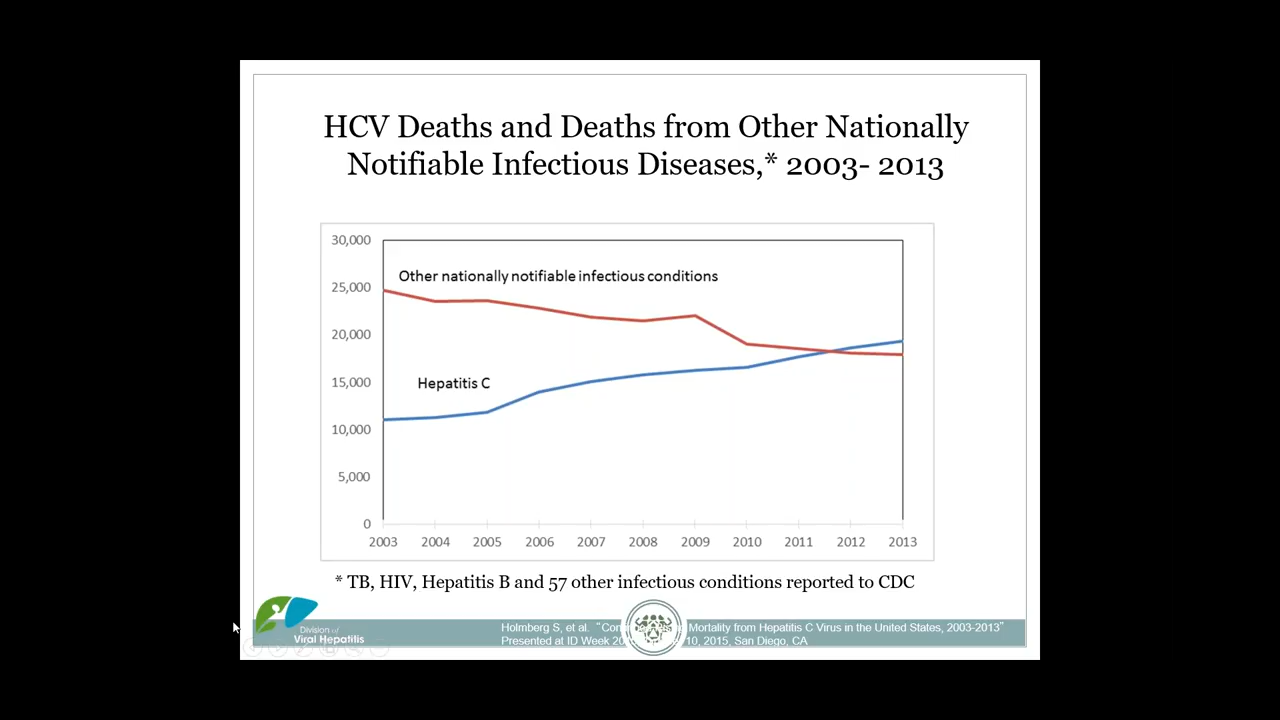 HCV Deaths and Deaths from Other Nationally
Notifiable Infectious Diseases,* 2003- 2013
30,000
25,000
20,000
15,000
10,000
5,000
0
Other nationally notifiable infectious conditions
Hepatitis C
2003 2004 2005 2006 2007 2008 2009 2010 2011 2012 2013
* TB, HIV, Hepatitis B and 57 other infectious conditions reported to CDC
Division of
Viral Hepatitis
Holmberg S, et al. “ Mortality from Hepatitis C Virus in the United States, 2003-2013”
Presented at ID Week 10, 2015, San Diego, CA